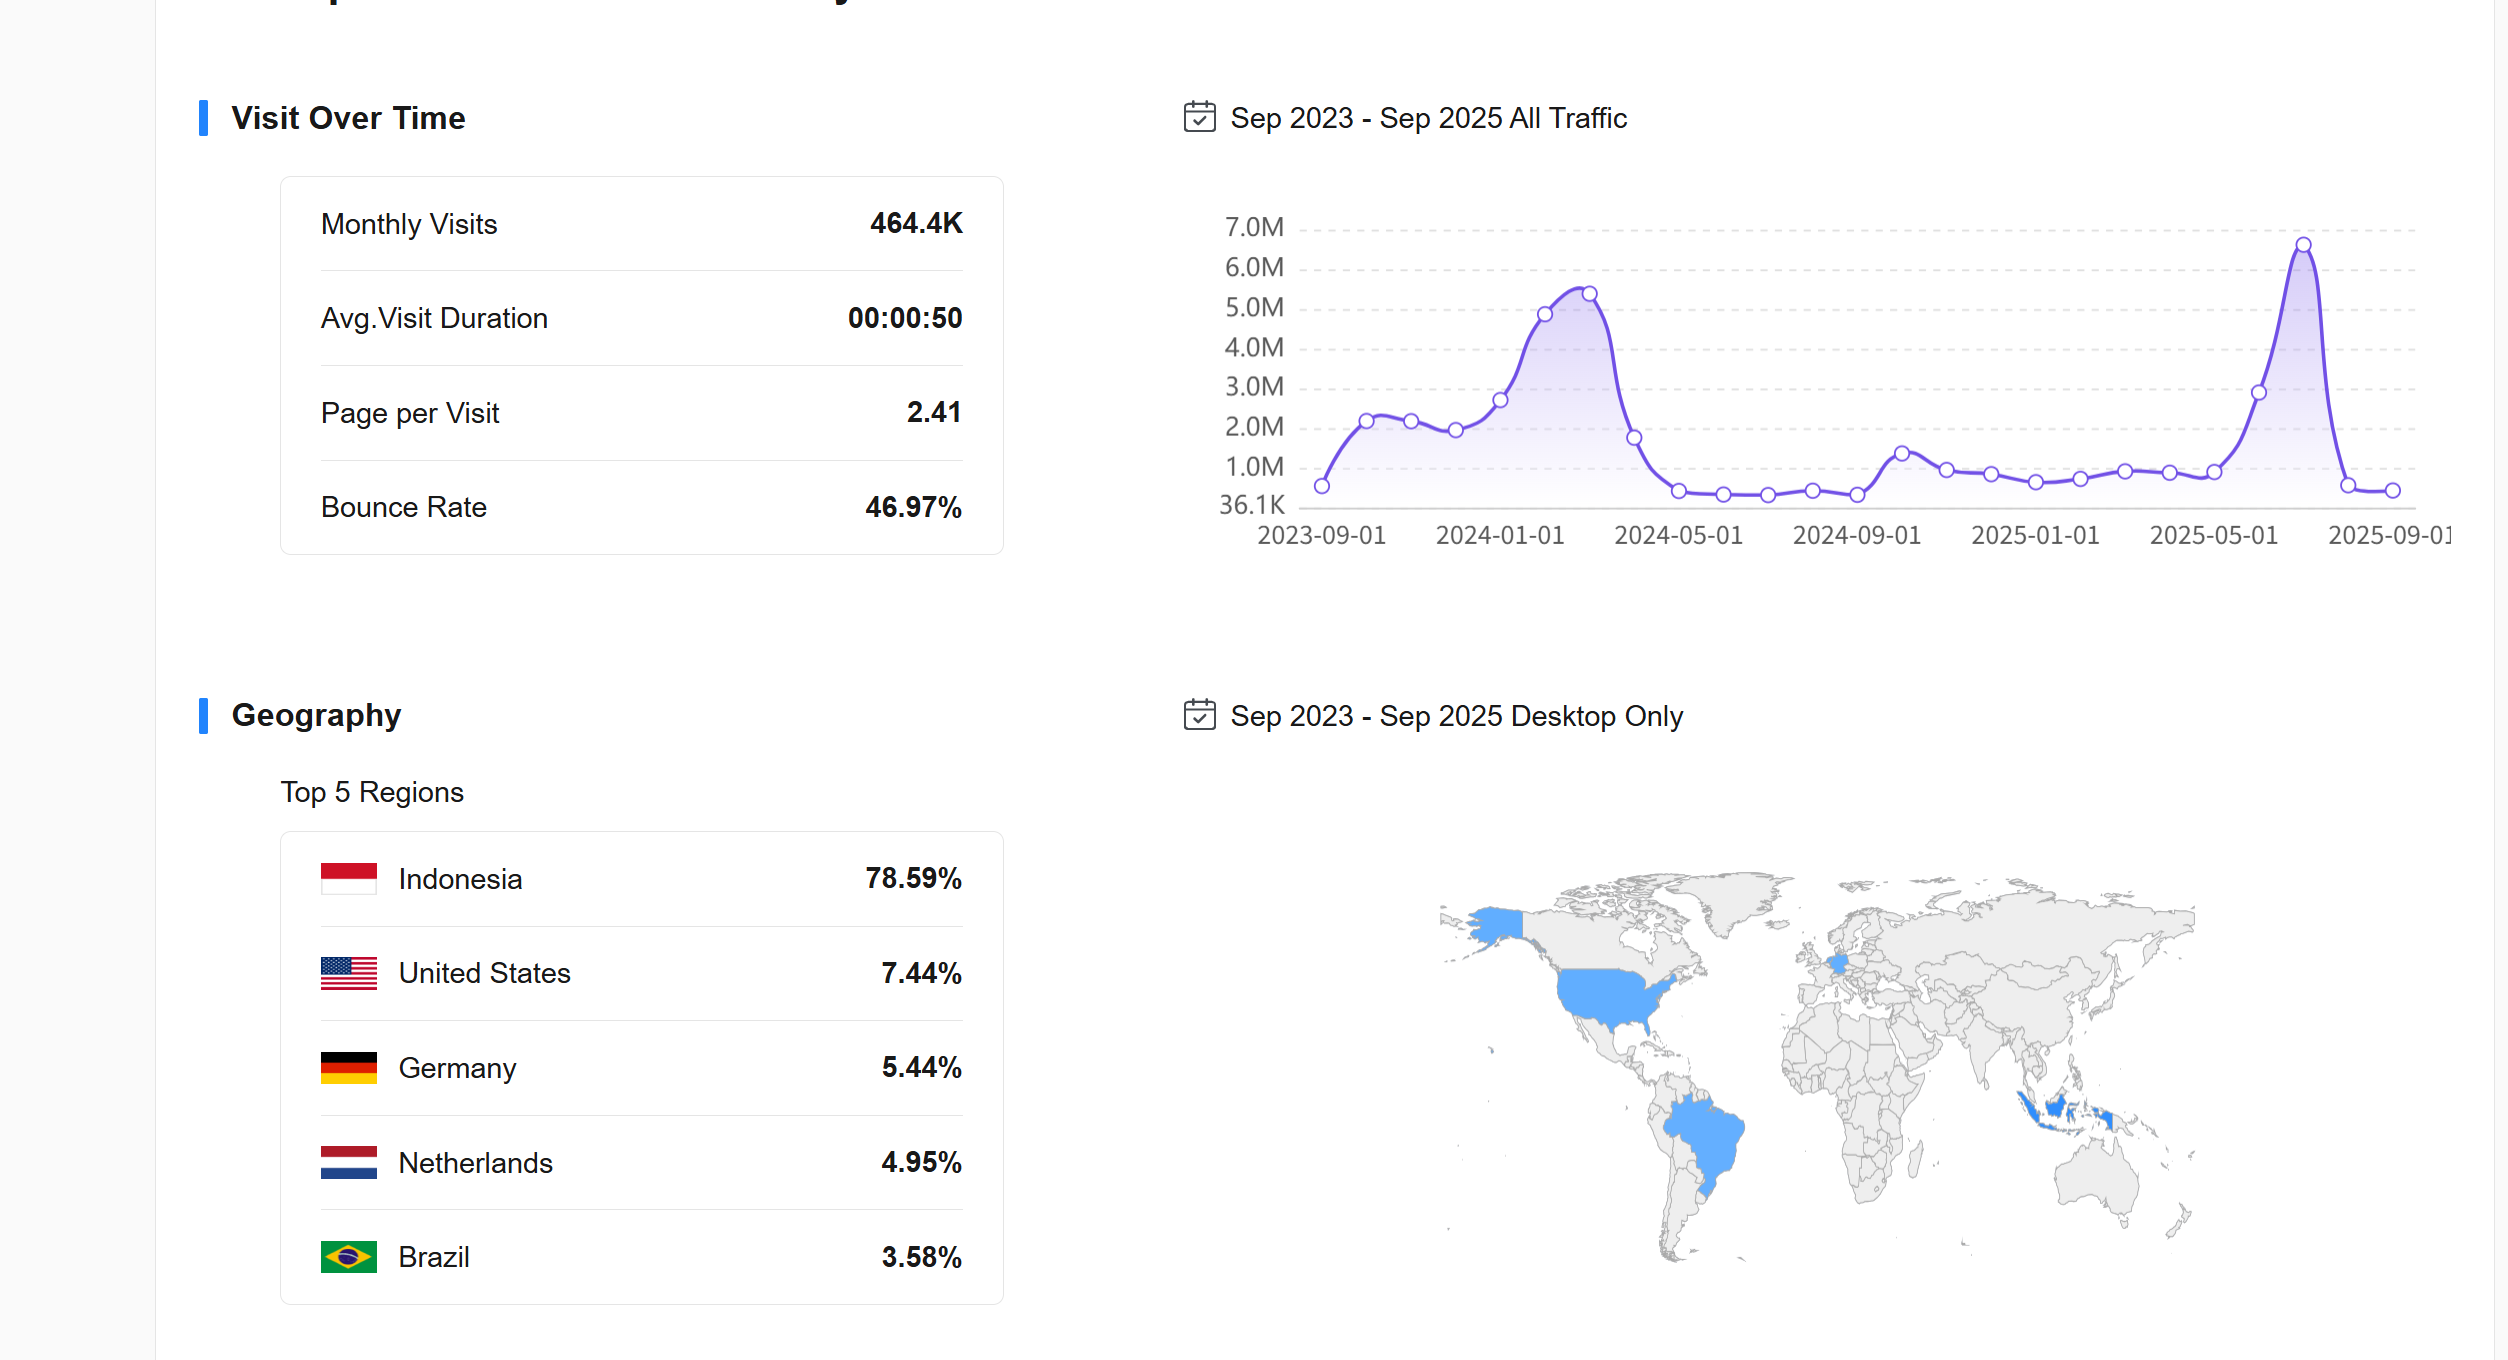 Visit Over Time
Sep 2023 - Sep 2025 All Traffic
Monthly Visits 464.4K
Avg.Visit Duration 00:00:50
Page per Visit 2.41
Bounce Rate 46.97%
7.0M
6.0M
5.0M
4.0M
3.0M
2.0M
1.0M
36.1K
2023-09-01 2024-01-01 2024-05-01 2024-09-01 2025-01-01 2025-05-01 2025-09-01
Geography
Sep 2023 - Sep 2025 Desktop Only
Top 5 Regions
Indonesia 78.59%
United States 7.44%
Germany 5.44%
Netherlands 4.95%
Brazil 3.58%